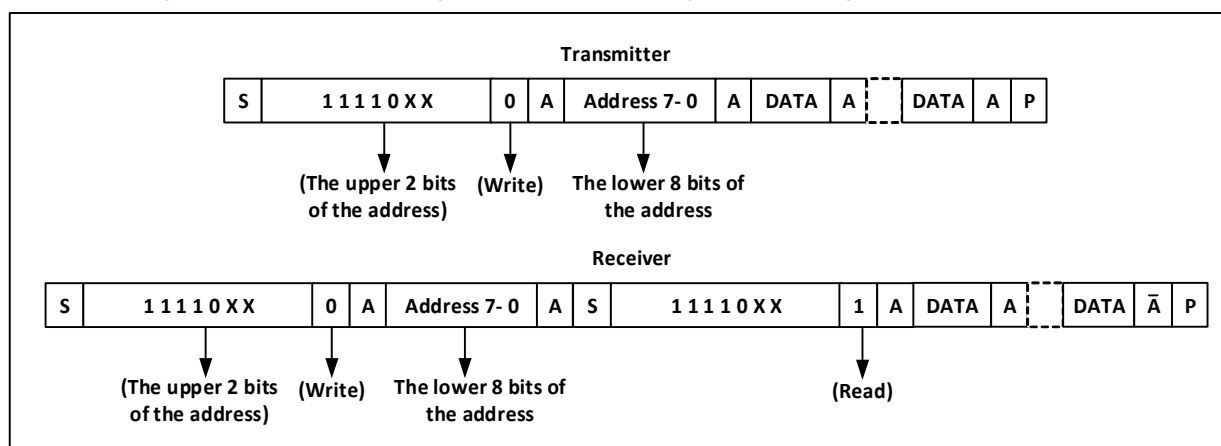 Transmitter
S 1 1 1 1 0 X X 0 A Address 7- 0 A DATA A DATA A P
(The upper 2 bits of the address) (Write) The lower 8 bits of the address
Receiver
S 1 1 1 1 0 X X 0 A Address 7- 0 A S 1 1 1 1 0 X X 1 A DATA A DATA Ā P
(The upper 2 bits of the address) (Write) The lower 8 bits of the address (Read)